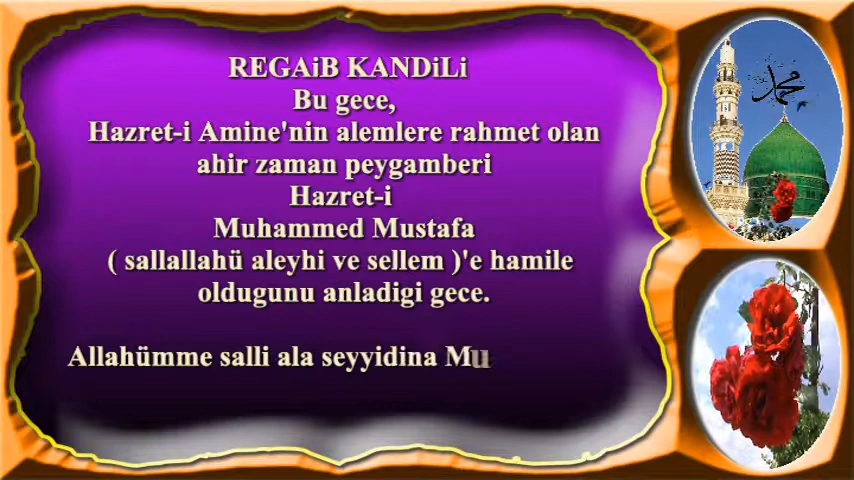 REGAiB KANDiLi
Bu gece,
Hazret-i Amine'nin alemlere rahmet olan
ahir zaman peygamberi
Hazret-i
Muhammed Mustafa
( sallallahü aleyhi ve sellem )'e hamile
oldugunu anladigi gece.
Allahümme salli ala seyyidina Mu
محمد